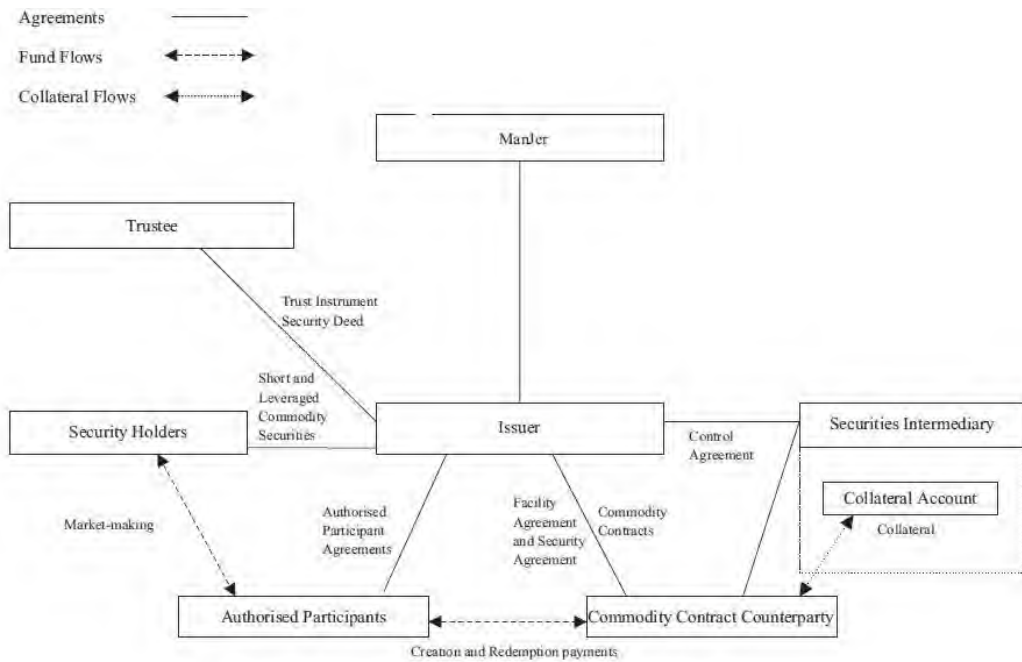 Agreements
Fund Flows
Collateral Flows
ManJer
Trustee
Trust Instrument
Security Deed
Short and
Leveraged
Commodity
Securities
Security Holders
Issuer
Control
Agreement
Securities Intermediary
Collateral Account
Collateral
Market-making
Authorised
Participant
Agreements
Facility
Agreement
and Security
Agreement
Commodity
Contracts
Authorised Participants
Commodity Contract Counterparty
Creation and Redemption payments